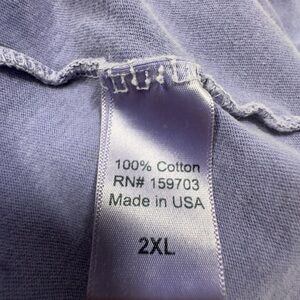 100% Cotton
RN# 159703
Made in USA
2XL